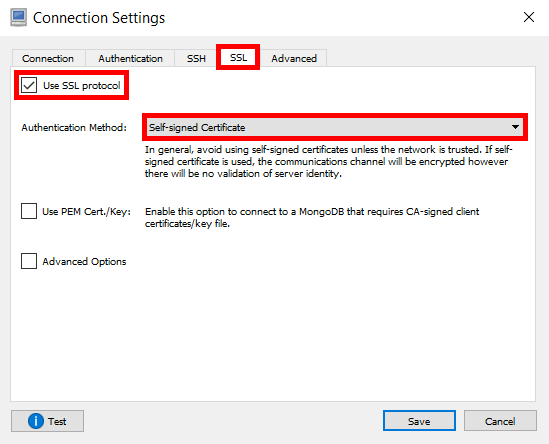 Connection Settings
Connection Authentication SSH SSL Advanced
Use SSL protocol
Authentication Method: Self-signed Certificate
In general, avoid using self-signed certificates unless the network is trusted. If self-
signed certificate is used, the communications channel will be encrypted however
there will be no validation of server identity.
Use PEM Cert./Key: Enable this option to connect to a MongoDB that requires CA-signed client
certificates/key file.
Advanced Options
Test Save Cancel